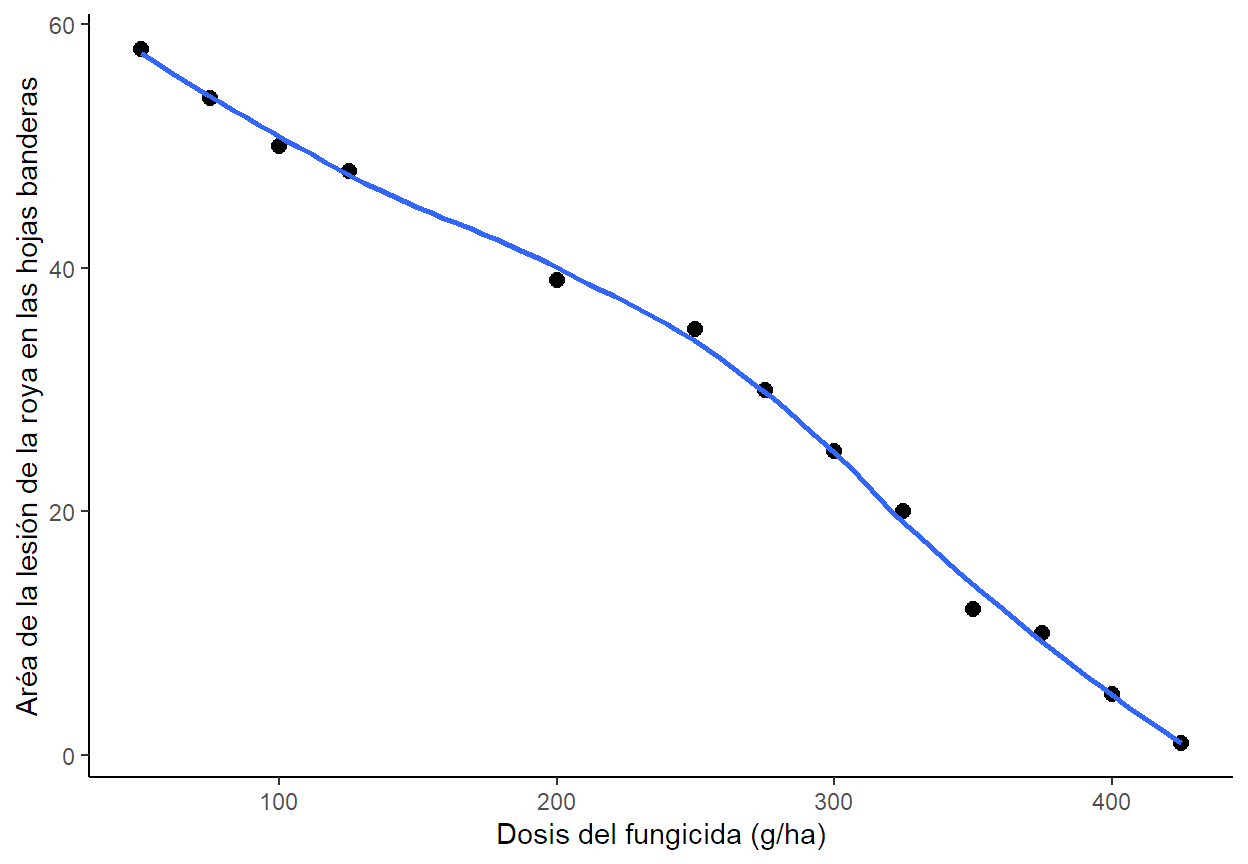 60
40
20
0
Aréa de la lesión de la roya en las hojas banderas
100 200 300 400
Dosis del fungicida (g/ha)